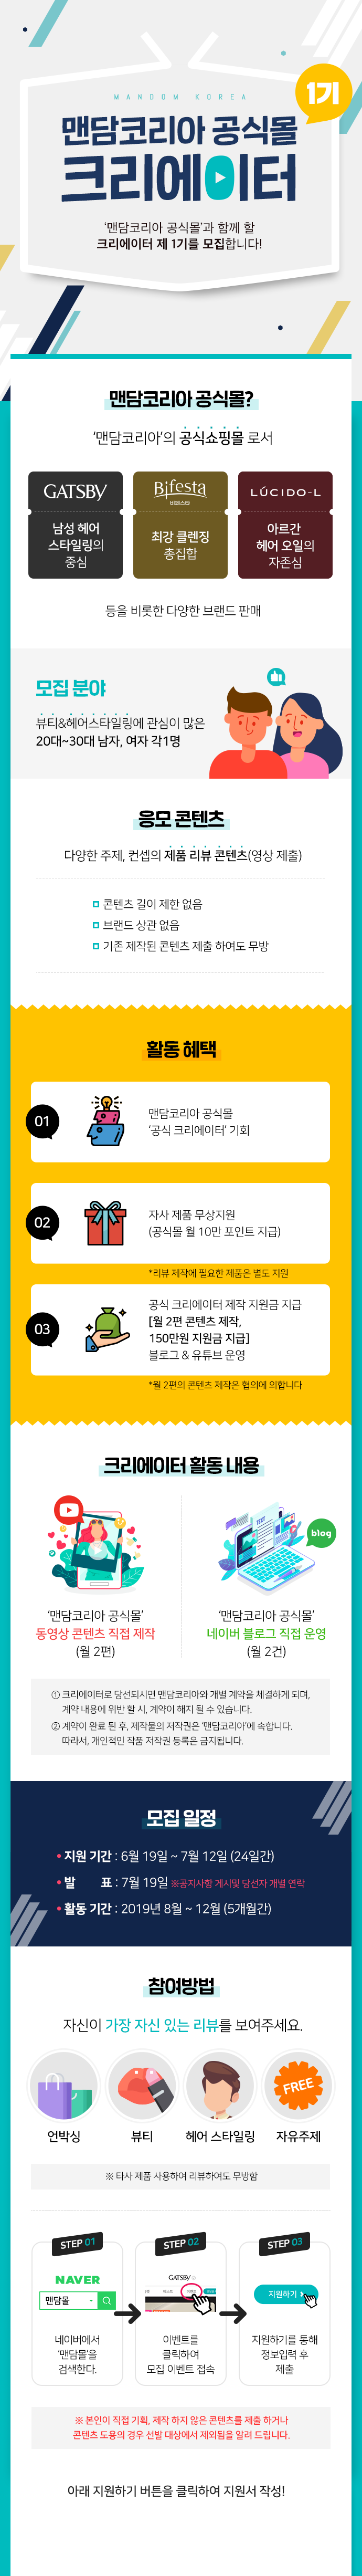 MANDOM KOREA
1기
맨담코리아 공식몰
크리에이터
'맨담코리아 공식몰'과 함께 할
크리에이터 제 1기를 모집합니다!
맨담코리아 공식몰?
'맨담코리아'의 공식쇼핑몰 로서
GATSBY
남성 헤어
스타일링의
중심
Bifesta
비페스타
최강 클렌징
총집합
LÚCIDO-L
아르간
헤어 오일의
자존심
등을 비롯한 다양한 브랜드 판매
모집 분야
뷰티&헤어스타일링에 관심이 많은
20대~30대 남자, 여자 각1명
응모 콘텐츠
다양한 주제, 컨셉의 제품 리뷰 콘텐츠(영상 제출)
콘텐츠 길이 제한 없음
브랜드 상관 없음
기존 제작된 콘텐츠 제출 하여도 무방
활동 혜택
01
맨담코리아 공식몰
'공식 크리에이터' 기회
02
자사 제품 무상지원
(공식몰 월 10만 포인트 지급)
*리뷰 제작에 필요한 제품은 별도 지원
03
공식 크리에이터 제작 지원금 지급
[월 2편 콘텐츠 제작,
150만원 지원금 지급]
블로그 & 유튜브 운영
*월 2편의 콘텐츠 제작은 협의에 의합니다
크리에이터 활동 내용
'맨담코리아 공식몰'
동영상 콘텐츠 직접 제작
(월 2편)
TEXT
blog
'맨담코리아 공식몰'
네이버 블로그 직접 운영
(월 2건)
① 크리에이터로 당선되시면 맨담코리아와 개별 계약을 체결하게 되며,
계약 내용에 위반 할 시, 계약이 해지 될 수 있습니다.
② 계약이 완료 된 후, 제작물의 저작권은 '맨담코리아'에 속합니다.
따라서, 개인적인 작품 저작권 등록은 금지됩니다.
모집 일정
• 지원 기간 : 6월 19일 ~ 7월 12일 (24일간)
• 발 표 : 7월 19일 ※공지사항 게시및 당선자 개별 연락
• 활동 기간 : 2019년 8월 ~ 12월 (5개월간)
참여방법
자신이 가장 자신 있는 리뷰를 보여주세요.
언박싱
뷰티
헤어 스타일링
FREE
자유주제
※ 타사 제품 사용하여 리뷰하여도 무방함
STEP 01
NAVER
맨담몰
네이버에서
'맨담몰'을
검색한다.
STEP 02
GATSBY
이벤트를
클릭하여
모집 이벤트 접속
STEP 03
지원하기 >
지원하기를 통해
정보입력 후
제출
※ 본인이 직접 기획, 제작 하지 않은 콘텐츠를 제출 하거나
콘텐츠 도용의 경우 선발 대상에서 제외됨을 알려 드립니다.
아래 지원하기 버튼을 클릭하여 지원서 작성!